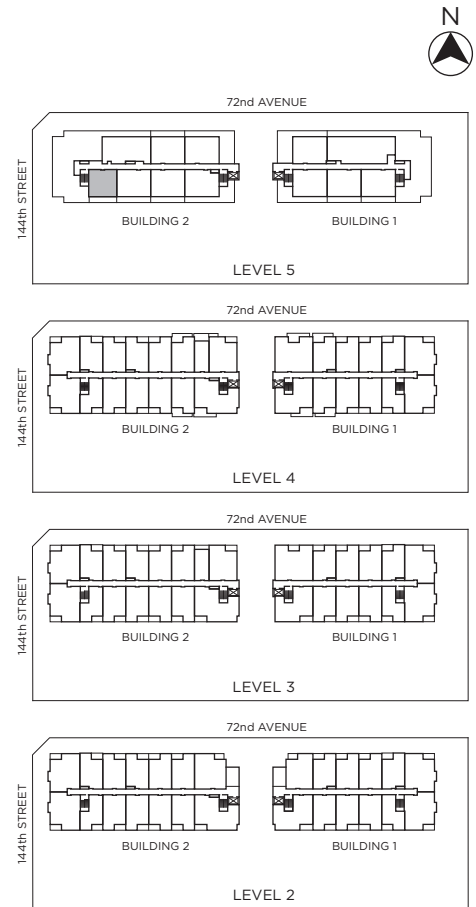 N
72nd AVENUE
144th STREET
BUILDING 2
BUILDING 1
LEVEL 5
72nd AVENUE
144th STREET
BUILDING 2
BUILDING 1
LEVEL 4
72nd AVENUE
144th STREET
BUILDING 2
BUILDING 1
LEVEL 3
72nd AVENUE
144th STREET
BUILDING 2
BUILDING 1
LEVEL 2